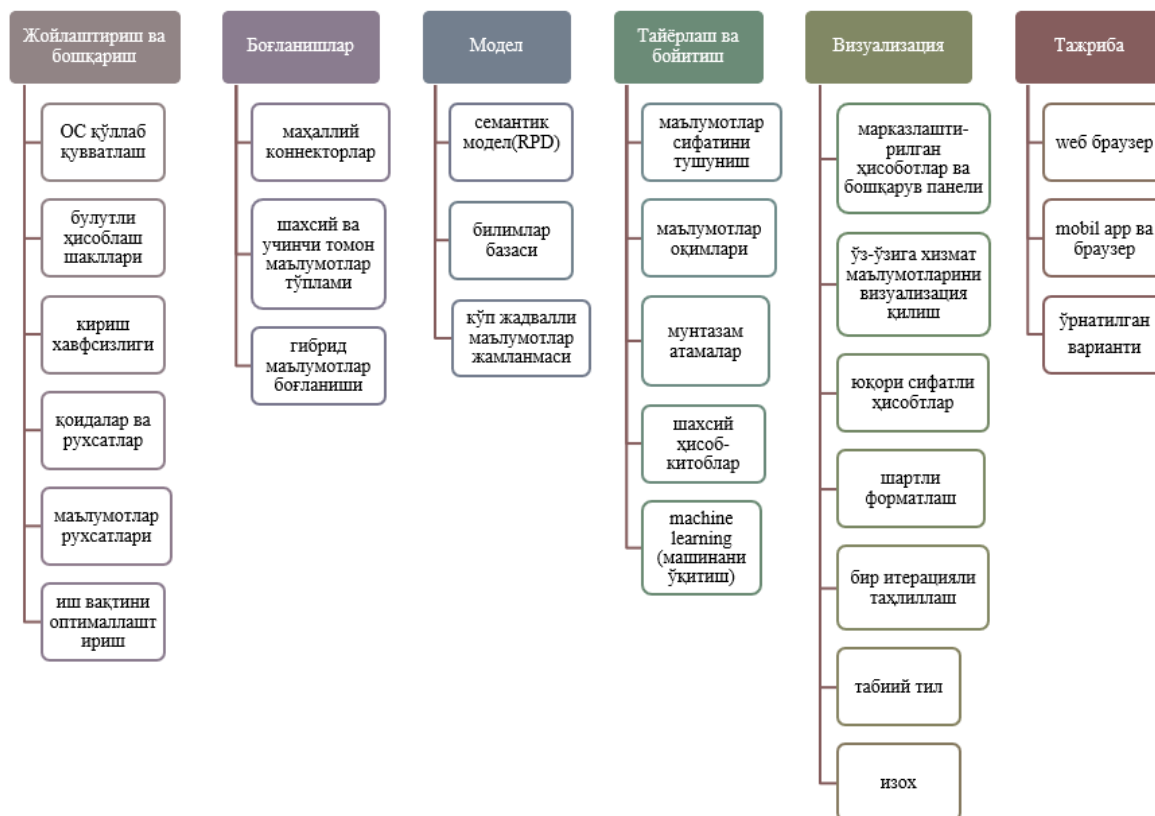 Жойлаштириш ва
бошқариш
ОС қўллаб
қувватлаш
булутли
ҳисоблаш
шакллари
кириш
хавфсизлиги
қоидалар ва
рухсатлар
маълумотлар
рухсатлари
иш вақтини
оптималлашт
ириш
Боғланишлар
маҳаллий
коннекторлар
шахсий ва
учинчи томон
маълумотлар
тўплами
гибрид
маълумотлар
боғланиши
Модел
семантик
модел(RPD)
билимлар
базаси
кўп жадвалли
маълумотлар
жамланмаси
Тайёрлаш ва
бойитиш
маълумотлар
сифатини
тушуниш
маълумотлар
оқимлари
мунтазам
атамалар
шахсий
ҳисоб-
китоблар
machine
learning
(машинани
ўқитиш)
Визуализация
марказлашти-
рилган
ҳисоботлар ва
бошқарув панели
ўз-ўзига хизмат
маълумотларини
визуализация
қилиш
юқори сифатли
ҳисобтлар
шартли
форматлаш
бир итерацияли
таҳлиллаш
табиий тил
изох
Тажриба
wеб браузер
mobil app ва
браузер
ўрнатилган
варианти